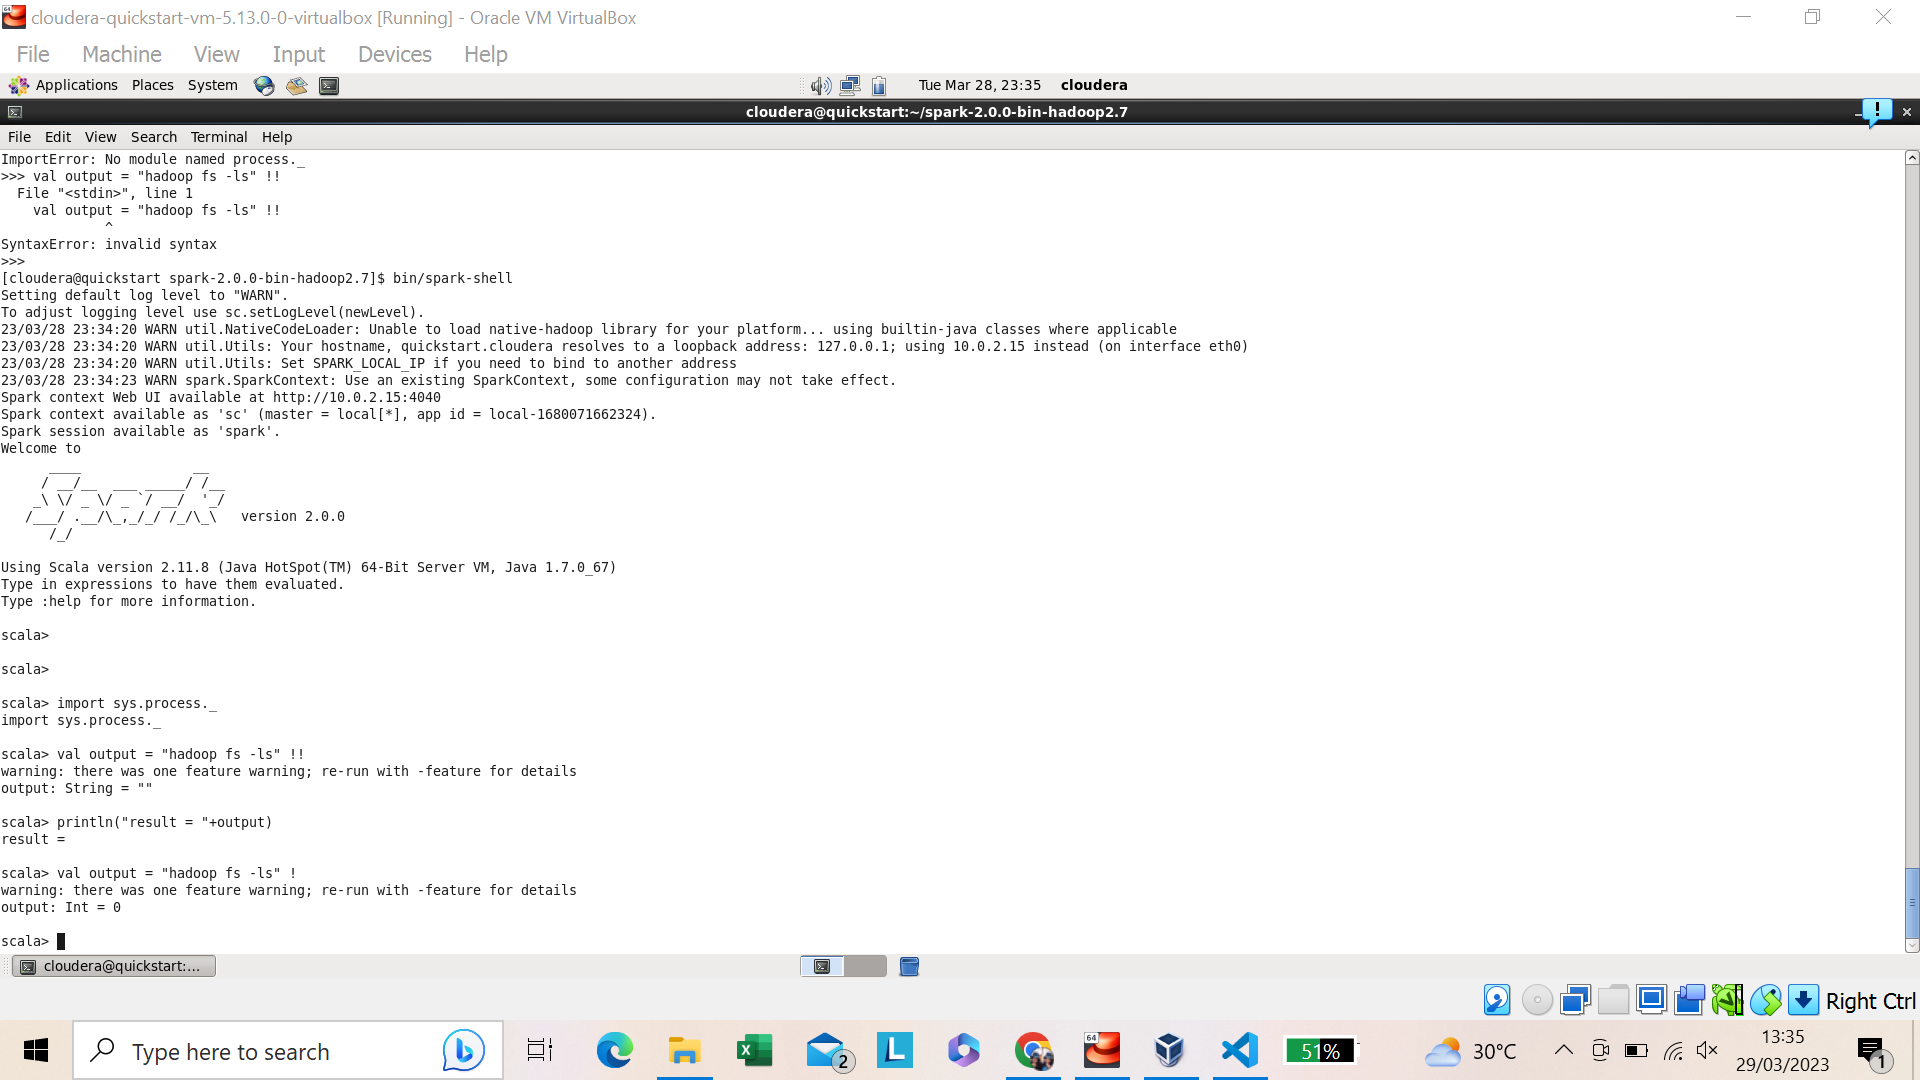 cloudera-quickstart-vm-5.13.0-0-virtualbox [Running] - Oracle VM VirtualBox
File Machine View Input Devices Help
Applications Places System Tue Mar 28, 23:35 cloudera
cloudera@quickstart:~/spark-2.0.0-bin-hadoop2.7
File Edit View Search Terminal Help
ImportError: No module named process._
>>> val output = "hadoop fs -ls" !!
  File "<stdin>", line 1
    val output = "hadoop fs -ls" !!
             ^
SyntaxError: invalid syntax
>>>
[cloudera@quickstart spark-2.0.0-bin-hadoop2.7]$ bin/spark-shell
Setting default log level to "WARN".
To adjust logging level use sc.setLogLevel(newLevel).
23/03/28 23:34:20 WARN util.NativeCodeLoader: Unable to load native-hadoop library for your platform... using builtin-java classes where applicable
23/03/28 23:34:20 WARN util.Utils: Your hostname, quickstart.cloudera resolves to a loopback address: 127.0.0.1; using 10.0.2.15 instead (on interface eth0)
23/03/28 23:34:20 WARN util.Utils: Set SPARK_LOCAL_IP if you need to bind to another address
23/03/28 23:34:23 WARN spark.SparkContext: Use an existing SparkContext, some configuration may not take effect.
Spark context Web UI available at http://10.0.2.15:4040
Spark context available as 'sc' (master = local[*], app id = local-1680071662324).
Spark session available as 'spark'.
Welcome to
      ____              __
     / __/__  ___ _____/ /__
    _\ \/ _ \/ _ `/ __/  '_/
   /___/ .__/\_,_/_/ /_/\_\   version 2.0.0
      /_/
Using Scala version 2.11.8 (Java HotSpot(TM) 64-Bit Server VM, Java 1.7.0_67)
Type in expressions to have them evaluated.
Type :help for more information.
scala>
scala>
scala> import sys.process._
import sys.process._
scala> val output = "hadoop fs -ls" !!
warning: there was one feature warning; re-run with -feature for details
output: String = ""
scala> println("result = "+output)
result =
scala> val output = "hadoop fs -ls" !
warning: there was one feature warning; re-run with -feature for details
output: Int = 0
scala>
cloudera@quickstart:...
Right Ctrl
Type here to search
2
64
51%
30°C
13:35
29/03/2023
1